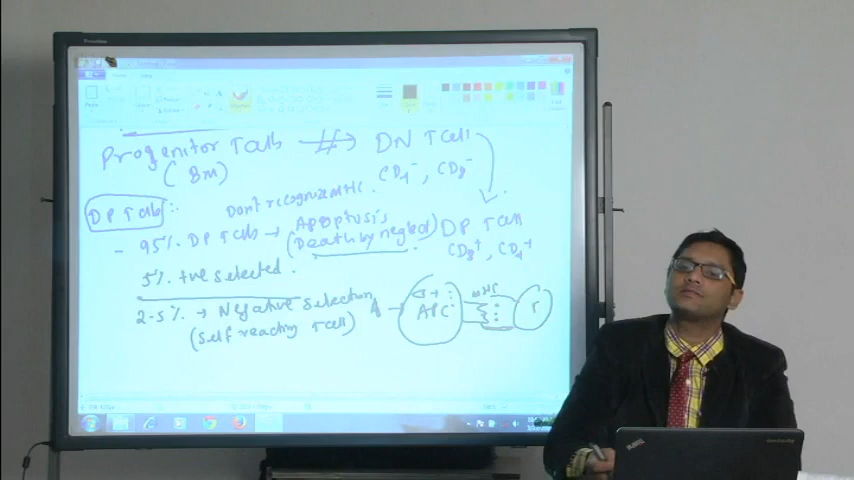 Progenitor T Cells → DN T Cell
(BM)
CD4⁻, CD8⁻
DP T Cells :-
Don't recognize MHC.
- 95% DP T Cells → Apoptosis
(Death by neglect)
DP T Cell
CD8⁺, CD4⁺
5% +ve selected.
2-5% → Negative selection
(self reacting T cell)
APC
MHC
T